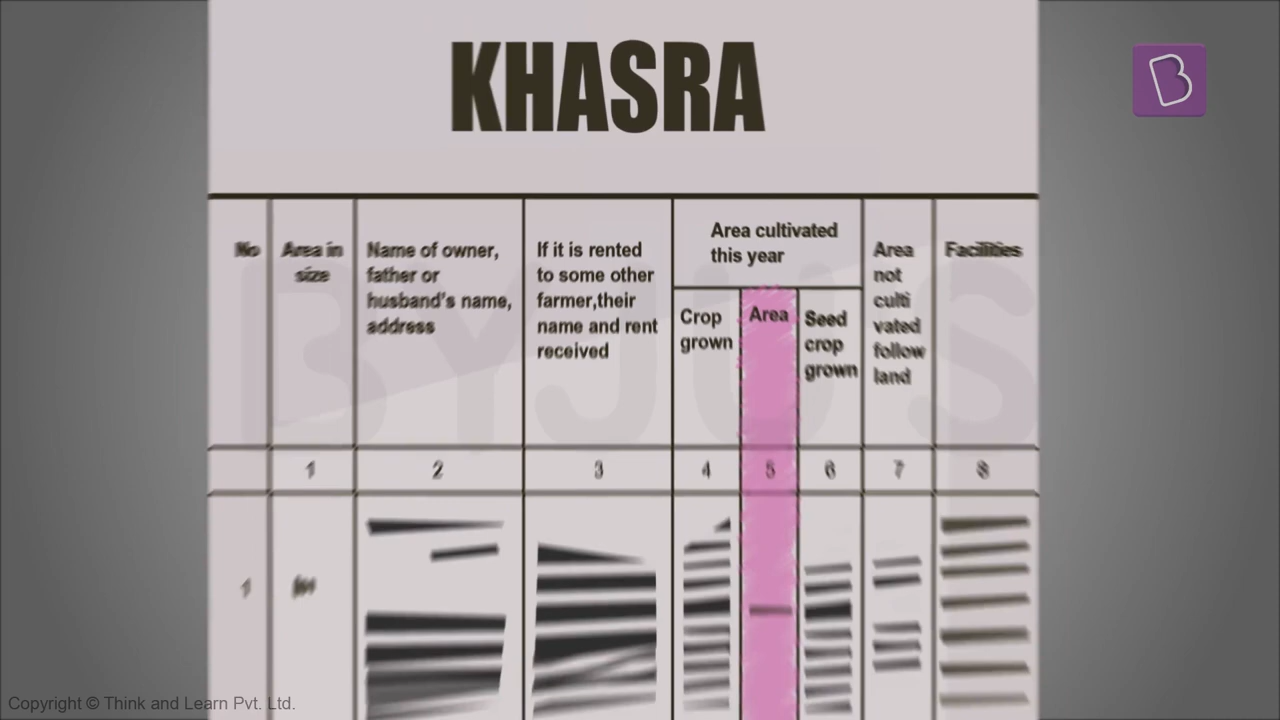 KHASRA
No
Area in
size
Name of owner,
father or
husband's name,
address
If it is rented
to some other
farmer,their
name and rent
received
Area cultivated
this year
Crop
grown
Area
Seed
crop
grown
Area
not
culti
vated
follow
land
Facilities
1 2 3 4 5 6 7 8
1
BYJU'S
Copyright © Think and Learn Pvt. Ltd.